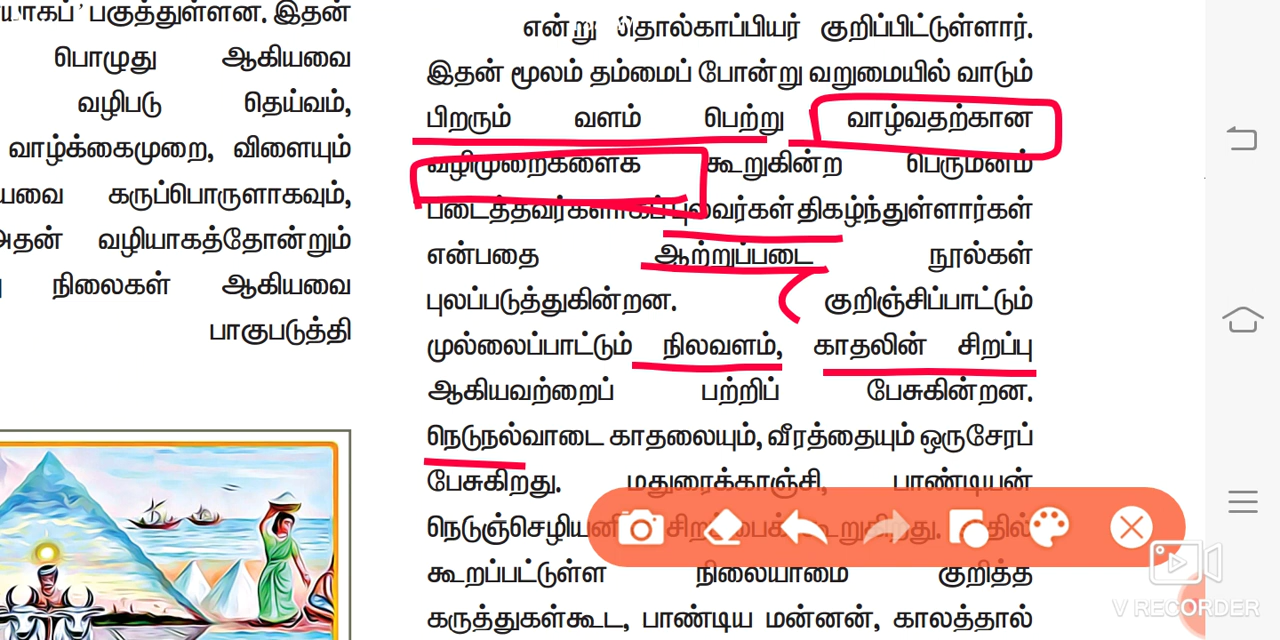 பகுத்துள்ளன. இதன்
பொழுது ஆகியவை
வழிபடு தெய்வம்,
வாழ்க்கைமுறை, விளையும்
கருப்பொருளாகவும்,
வழியாகத்தோன்றும்
நிலைகள் ஆகியவை
பாகுபடுத்தி
என்று தொல்காப்பியர் குறிப்பிட்டுள்ளார்.
இதன் மூலம் தம்மைப் போன்று வறுமையில் வாடும்
பிறரும் வளம் பெற்று வாழ்வதற்கான
வழிமுறைகளைக் கூறுகின்ற பெருமனம்
படைத்தவர்களாகப் புலவர்கள் திகழ்ந்துள்ளார்கள்
என்பதை ஆற்றுப்படை நூல்கள்
புலப்படுத்துகின்றன. குறிஞ்சிப்பாட்டும்
முல்லைப்பாட்டும் நிலவளம், காதலின் சிறப்பு
ஆகியவற்றைப் பற்றிப் பேசுகின்றன.
நெடுநல்வாடை காதலையும், வீரத்தையும் ஒருசேரப்
பேசுகிறது. மதுரைக்காஞ்சி, பாண்டியன்
நெடுஞ்செழியனின் சிறப்பைக் கூறுகிறது. இதில்
கூறப்பட்டுள்ள நிலையாமை குறித்த
கருத்துகள்கூட, பாண்டிய மன்னன், காலத்தால்
V RECORDER